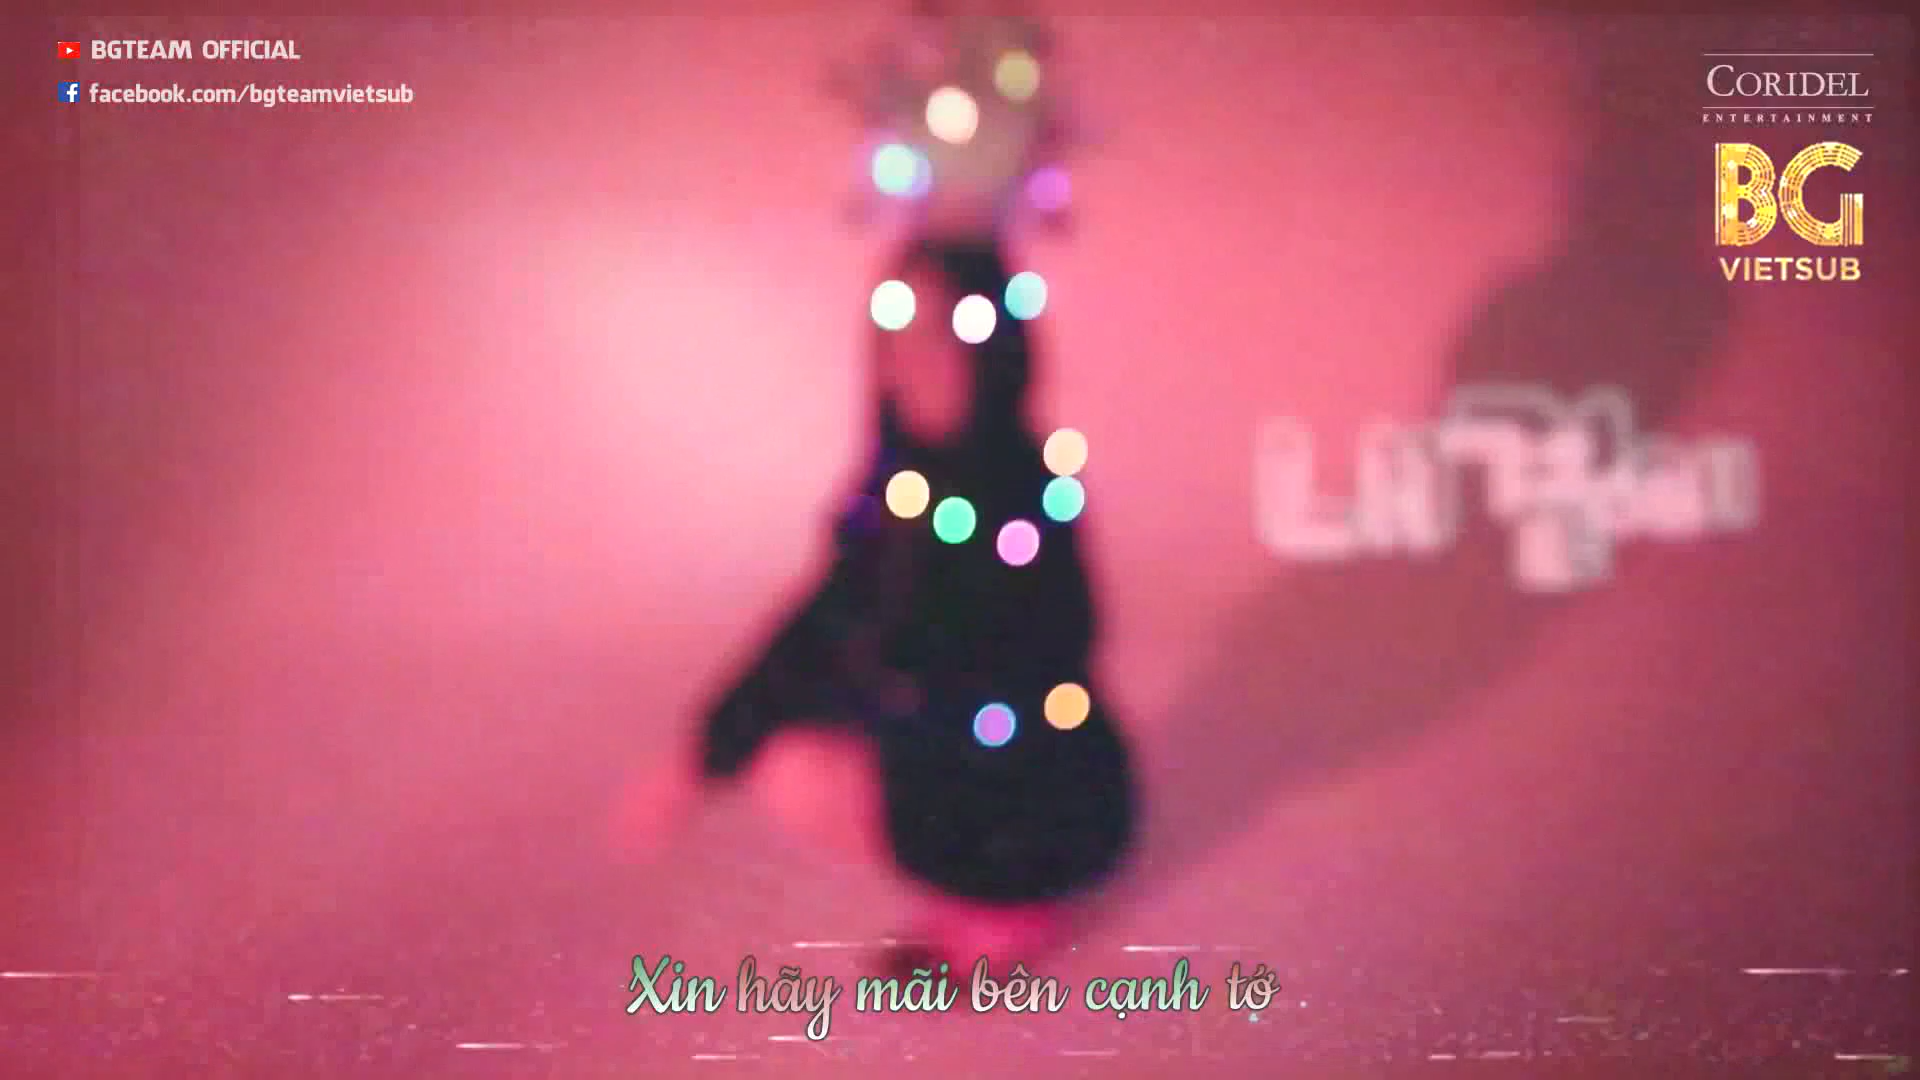 BGTEAM OFFICIAL
facebook.com/bgteamvietsub
CORIDEL
ENTERTAINMENT
BG
VIETSUB
Xin hãy mãi bên cạnh tớ